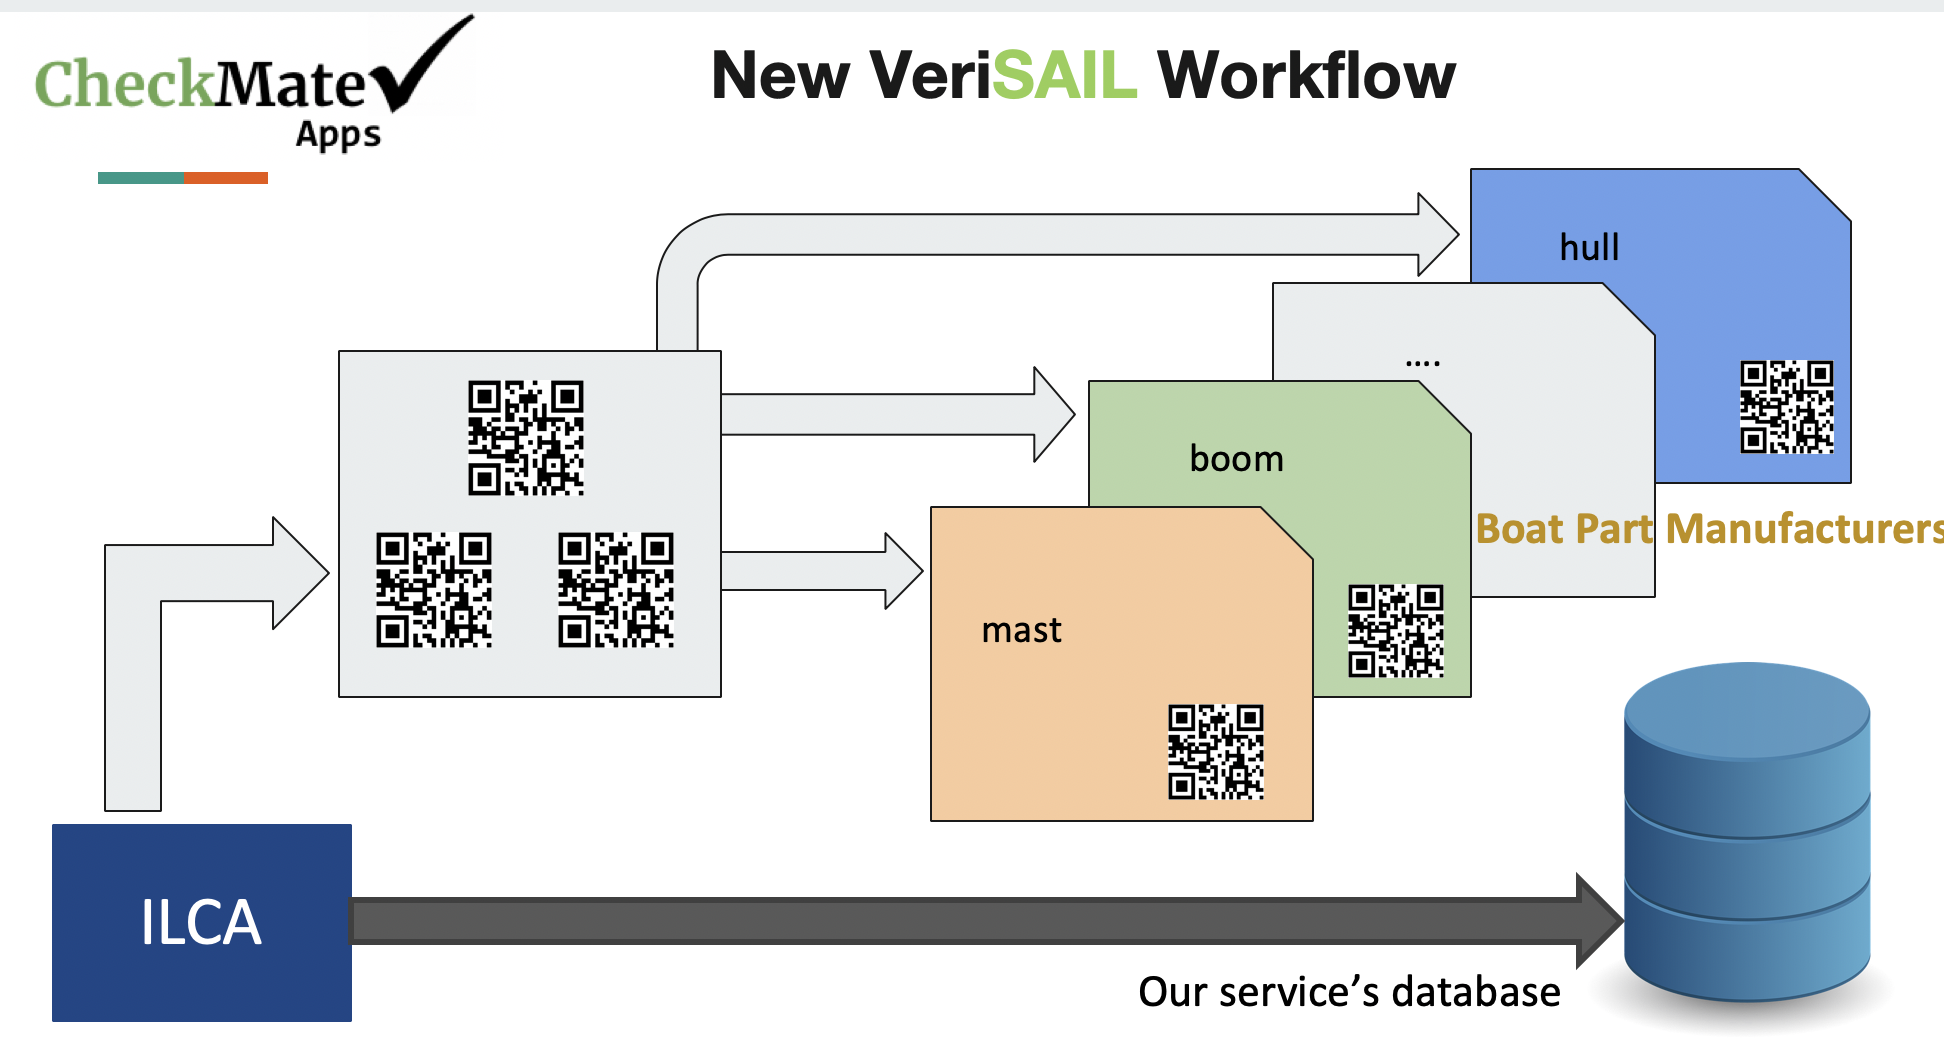 CheckMate
Apps
New VeriSAIL Workflow
hull
....
boom
Boat Part Manufacturers
mast
ILCA
Our service’s database